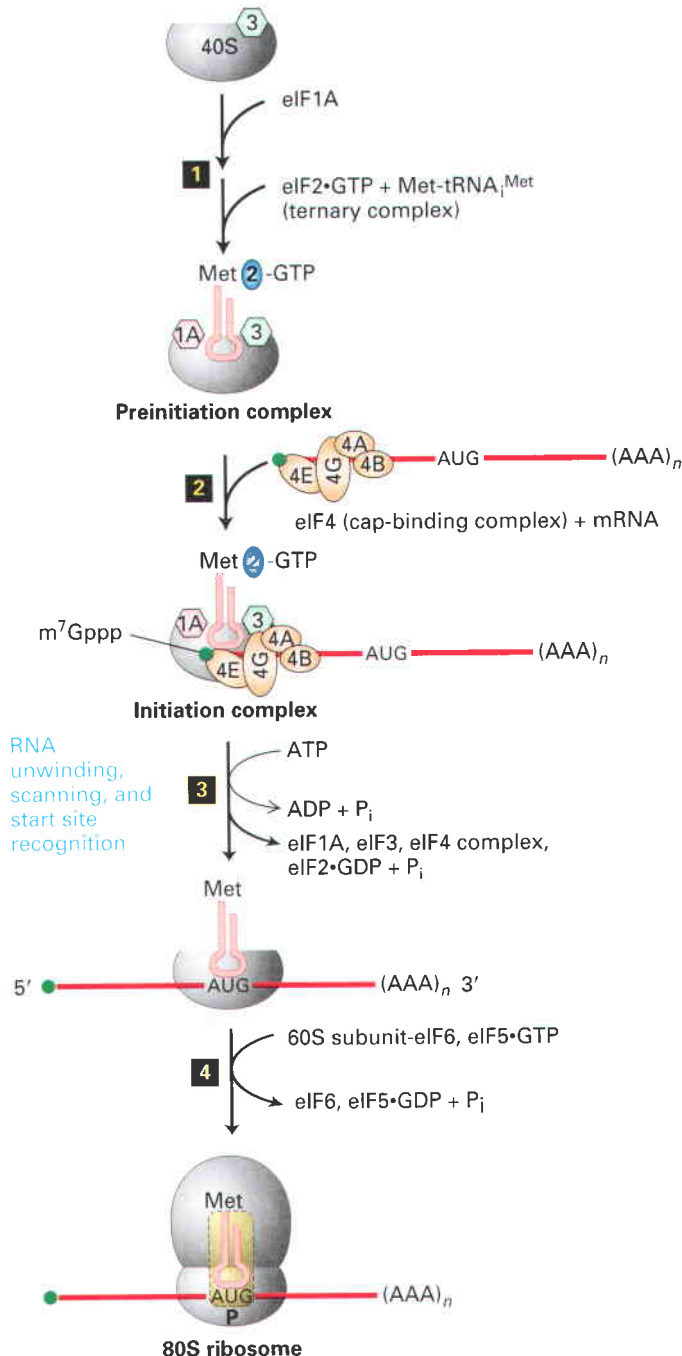 3
40S
eIF1A
1
eIF2•GTP + Met-tRNAᵢᴹᵉᵗ
(ternary complex)
Met 2 -GTP
1A 3
Preinitiation complex
4A
4E 4G 4B AUG (AAA)ₙ
2
eIF4 (cap-binding complex) + mRNA
Met 2 -GTP
m⁷Gppp
1A 3 4A
4E 4G 4B AUG (AAA)ₙ
Initiation complex
RNA
unwinding,
scanning, and
start site
recognition
ATP
3
ADP + Pᵢ
eIF1A, eIF3, eIF4 complex,
eIF2•GDP + Pᵢ
Met
5′ AUG (AAA)ₙ 3′
60S subunit-eIF6, eIF5•GTP
4
eIF6, eIF5•GDP + Pᵢ
Met
AUG (AAA)ₙ
P
80S ribosome